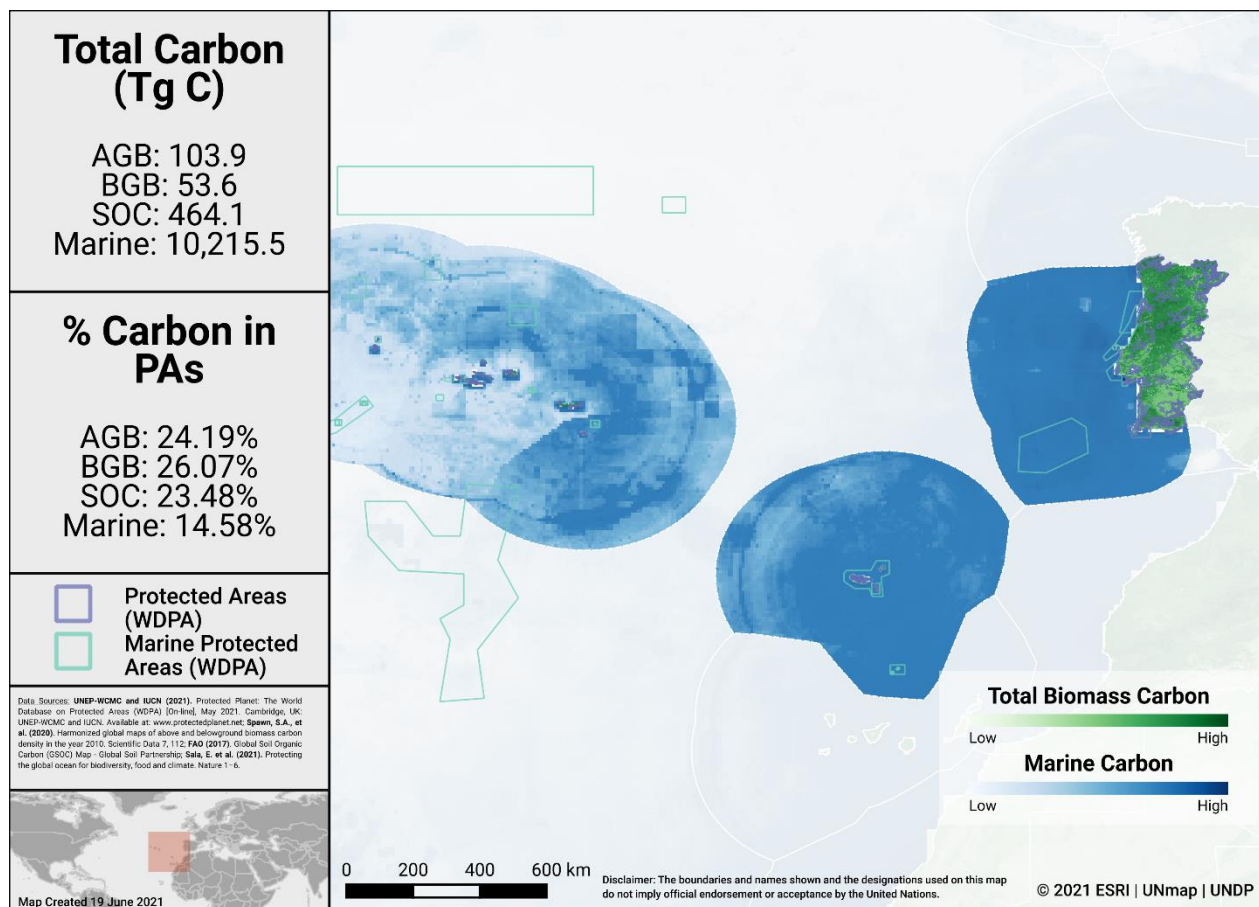 Total Carbon
(Tg C)
AGB: 103.9
BGB: 53.6
SOC: 464.1
Marine: 10,215.5
% Carbon in
PAs
AGB: 24.19%
BGB: 26.07%
SOC: 23.48%
Marine: 14.58%
Protected Areas
(WDPA)
Marine Protected
Areas (WDPA)
Data Sources: UNEP-WCMC and IUCN (2021). Protected Planet: The World
Database on Protected Areas (WDPA) [On-line], May 2021. Cambridge, UK:
UNEP-WCMC and IUCN. Available at: www.protectedplanet.net; Spawn, S.A., et
al. (2020). Harmonized global maps of above and belowground biomass carbon
density in the year 2010. Scientific Data 7, 112; FAO (2017). Global Soil Organic
Carbon (GSOC) Map - Global Soil Partnership; Sala, E. et al. (2021). Protecting
the global ocean for biodiversity, food and climate. Nature 1–6.
Map Created 19 June 2021
0 200 400 600 km
Disclaimer: The boundaries and names shown and the designations used on this map
do not imply official endorsement or acceptance by the United Nations.
Total Biomass Carbon
Low High
Marine Carbon
Low High
© 2021 ESRI | UNmap | UNDP